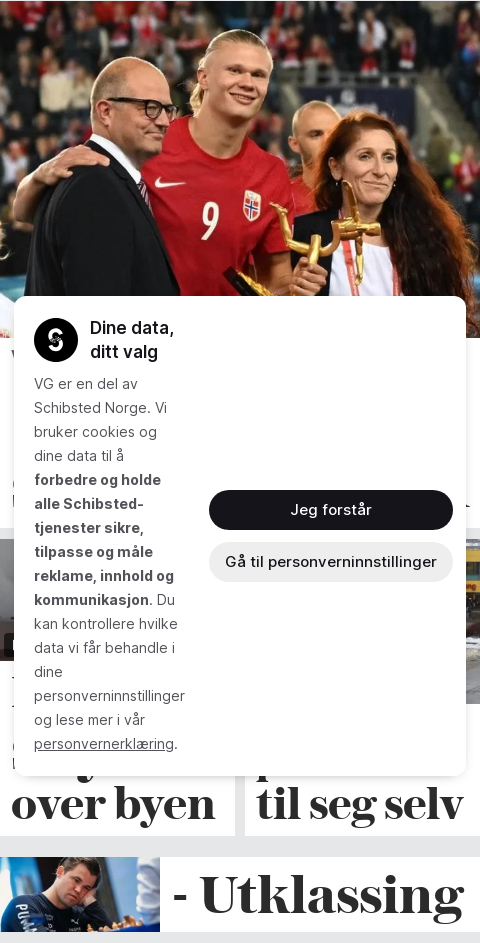 9
Dine data,
ditt valg
VG er en del av
Schibsted Norge. Vi
bruker cookies og
dine data til å
forbedre og holde
alle Schibsted-
tjenester sikre,
tilpasse og måle
reklame, innhold og
kommunikasjon. Du
kan kontrollere hvilke
data vi får behandle i
dine
personverninnstillinger
og lese mer i vår
personvernerklæring.
Jeg forstår
Gå til personverninnstillinger
over byen
til seg selv
- Utklassing